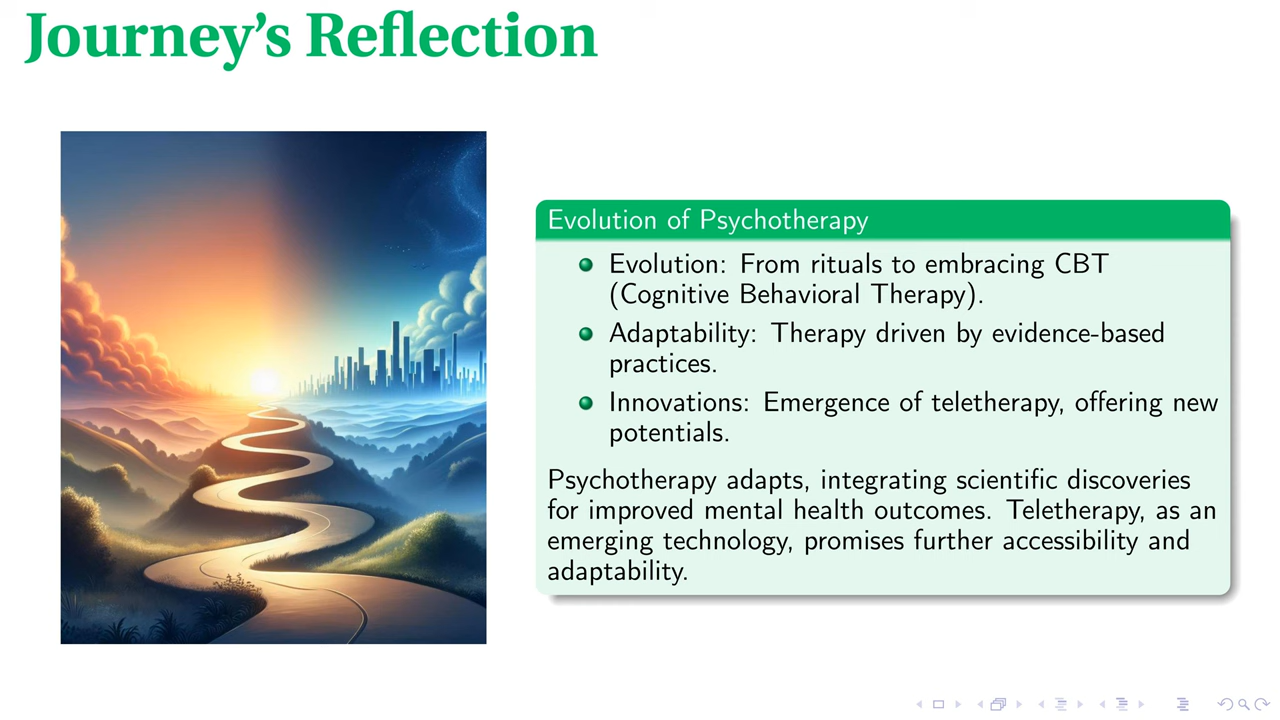 Journey's Reflection
Evolution of Psychotherapy
Evolution: From rituals to embracing CBT
(Cognitive Behavioral Therapy).
Adaptability: Therapy driven by evidence-based
practices.
Innovations: Emergence of teletherapy, offering new
potentials.
Psychotherapy adapts, integrating scientific discoveries
for improved mental health outcomes. Teletherapy, as an
emerging technology, promises further accessibility and
adaptability.